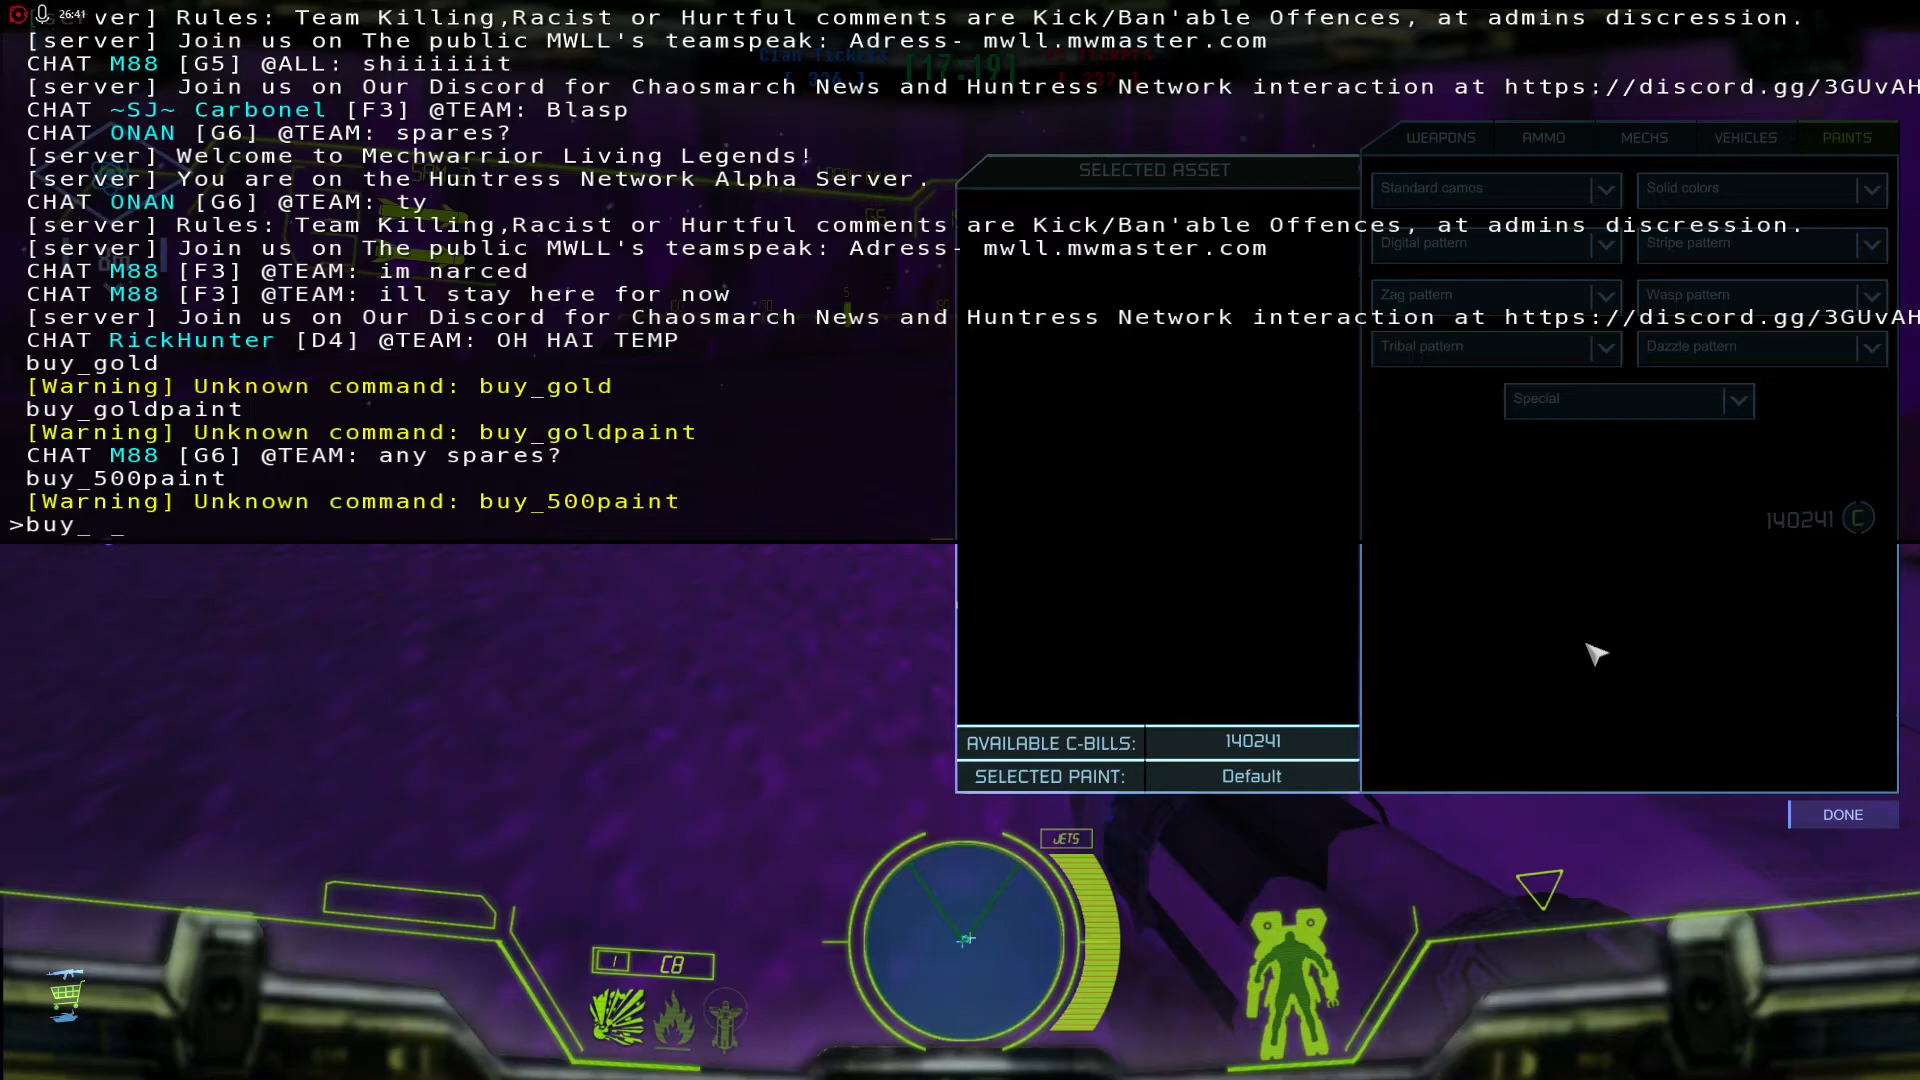 26:41
[server] Rules: Team Killing,Racist or Hurtful comments are Kick/Ban'able Offences, at admins discression.
[server] Join us on The public MWLL's teamspeak: Adress- mwll.mwmaster.com
CHAT M88 [G5] @ALL: shiiiiiit
[server] Join us on Our Discord for Chaosmarch News and Huntress Network interaction at https://discord.gg/3GUvAH
CHAT ~SJ~ Carbonel [F3] @TEAM: Blasp
CHAT ONAN [G6] @TEAM: spares?
[server] Welcome to Mechwarrior Living Legends!
[server] You are on the Huntress Network Alpha Server.
CHAT ONAN [G6] @TEAM: ty
[server] Rules: Team Killing,Racist or Hurtful comments are Kick/Ban'able Offences, at admins discression.
[server] Join us on The public MWLL's teamspeak: Adress- mwll.mwmaster.com
CHAT M88 [F3] @TEAM: im narced
CHAT M88 [F3] @TEAM: ill stay here for now
[server] Join us on Our Discord for Chaosmarch News and Huntress Network interaction at https://discord.gg/3GUvAH
CHAT RickHunter [D4] @TEAM: OH HAI TEMP
buy_gold
[Warning] Unknown command: buy_gold
buy_goldpaint
[Warning] Unknown command: buy_goldpaint
CHAT M88 [G6] @TEAM: any spares?
buy_500paint
[Warning] Unknown command: buy_500paint
>buy_ _
Clan Tickets
[17:19]
SELECTED ASSET
WEAPONS AMMO MECHS VEHICLES PAINTS
Standard camos Solid colors
Digital pattern Stripe pattern
Zag pattern Wasp pattern
Tribal pattern Dazzle pattern
Special
140241 C
AVAILABLE C-BILLS: 140241
SELECTED PAINT: Default
DONE
JETS
1 C8